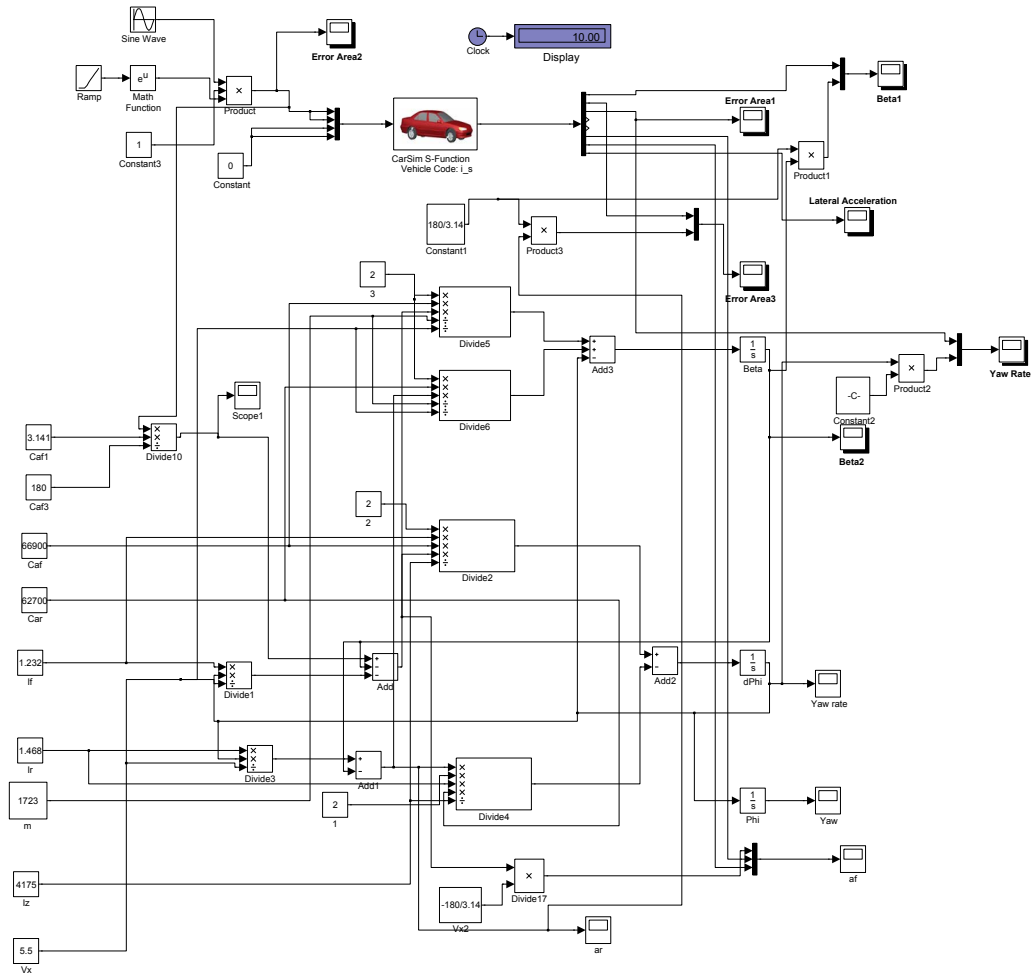 Sine Wave
Error Area2
Clock
10.00
Display
Ramp
e^u
Math
Function
×
Product
1
Constant3
0
Constant
CarSim S-Function
Vehicle Code: i_s
Error Area1
Beta1
×
Product1
Lateral Acceleration
180/3.14
Constant1
×
Product3
Error Area3
2
3
×
×
×
÷
÷
Divide5
×
×
×
÷
÷
Divide6
+
+
−
Add3
1
s
Beta
Yaw Rate
×
Product2
-C-
Constant2
Beta2
Scope1
3.141
Caf1
×
×
÷
Divide10
180
Caf3
2
2
66900
Caf
×
×
×
×
÷
Divide2
62700
Car
1.232
lf
×
×
÷
Divide1
+
−
−
Add
+
−
Add2
1
s
dPhi
Yaw rate
1.468
lr
×
×
÷
Divide3
+
−
Add1
2
1
×
×
×
×
÷
Divide4
1723
m
1
s
Phi
Yaw
4175
Iz
×
Divide17
-180/3.14
Vx2
af
ar
5.5
Vx